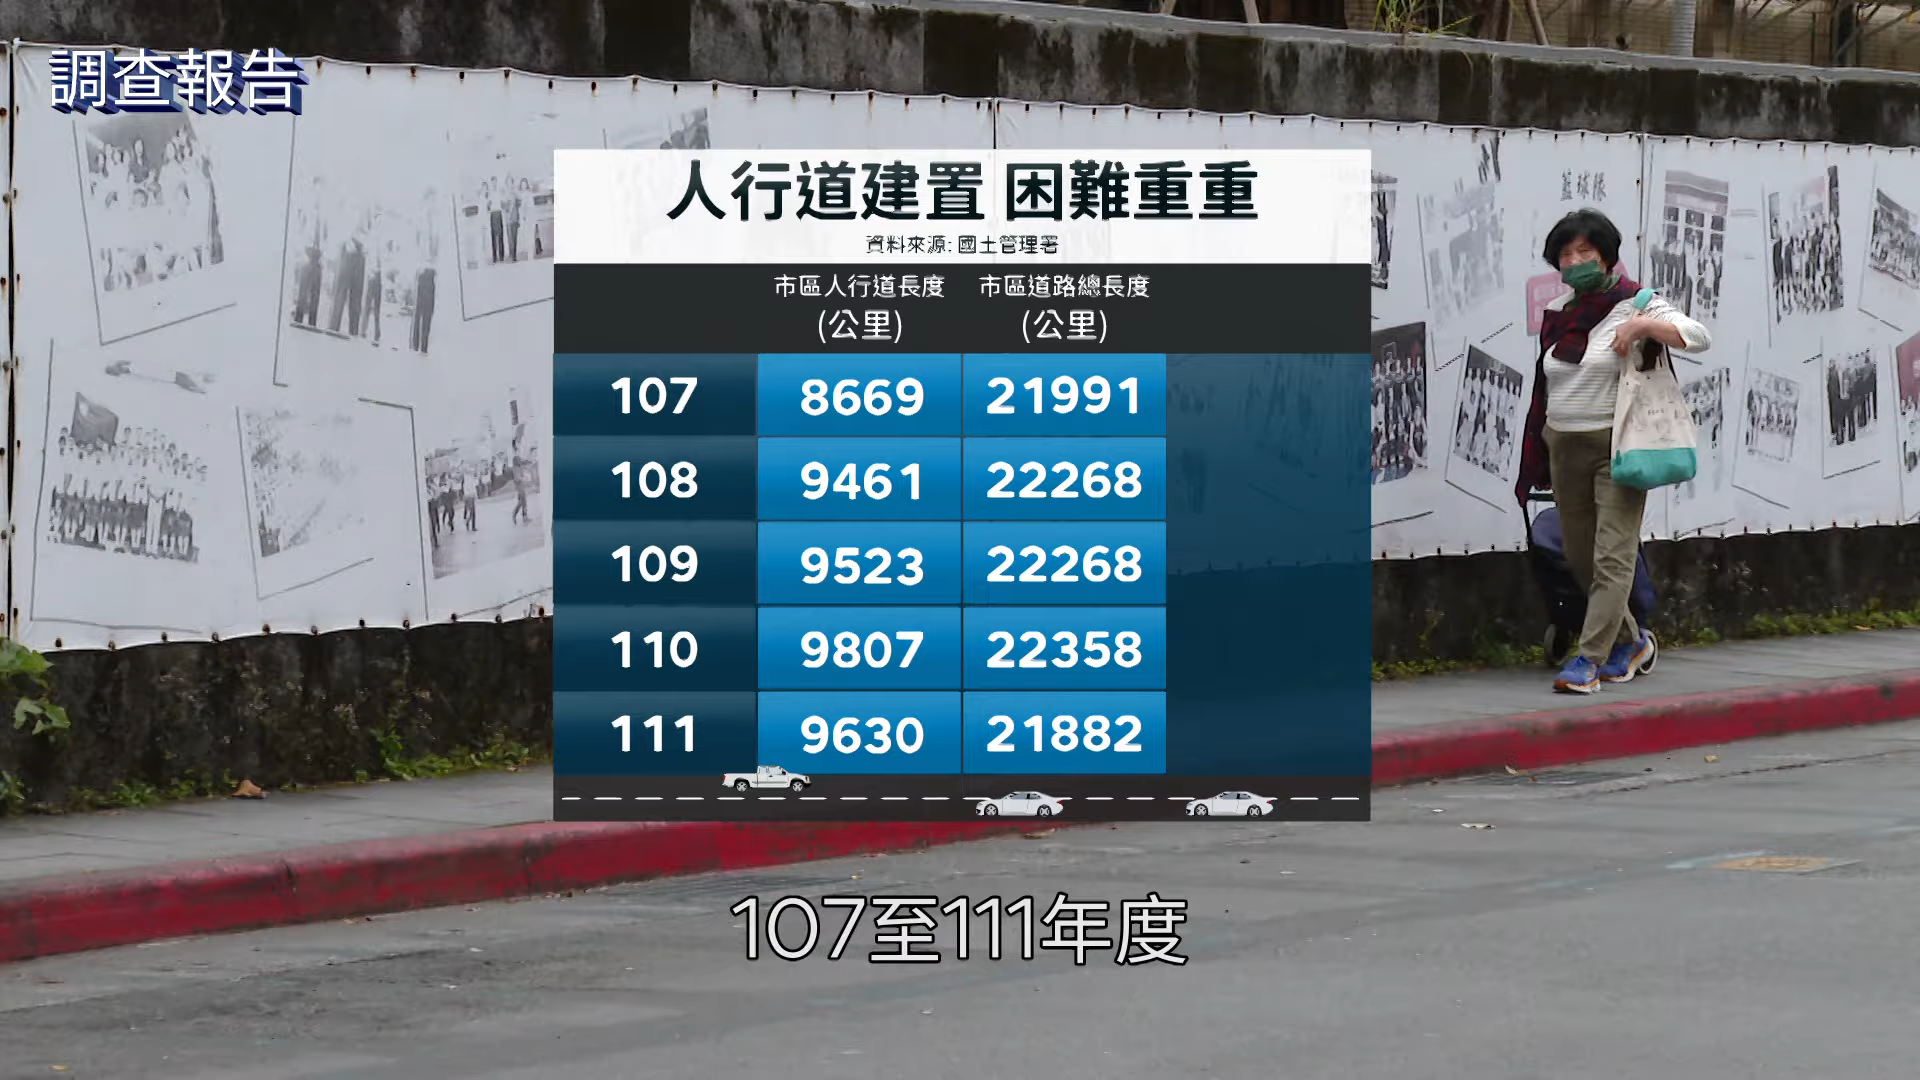 調查報告
人行道建置 困難重重
資料來源: 國土管理署
市區人行道長度 市區道路總長度
(公里) (公里)
107 8669 21991
108 9461 22268
109 9523 22268
110 9807 22358
111 9630 21882
籃球隊
107至111年度